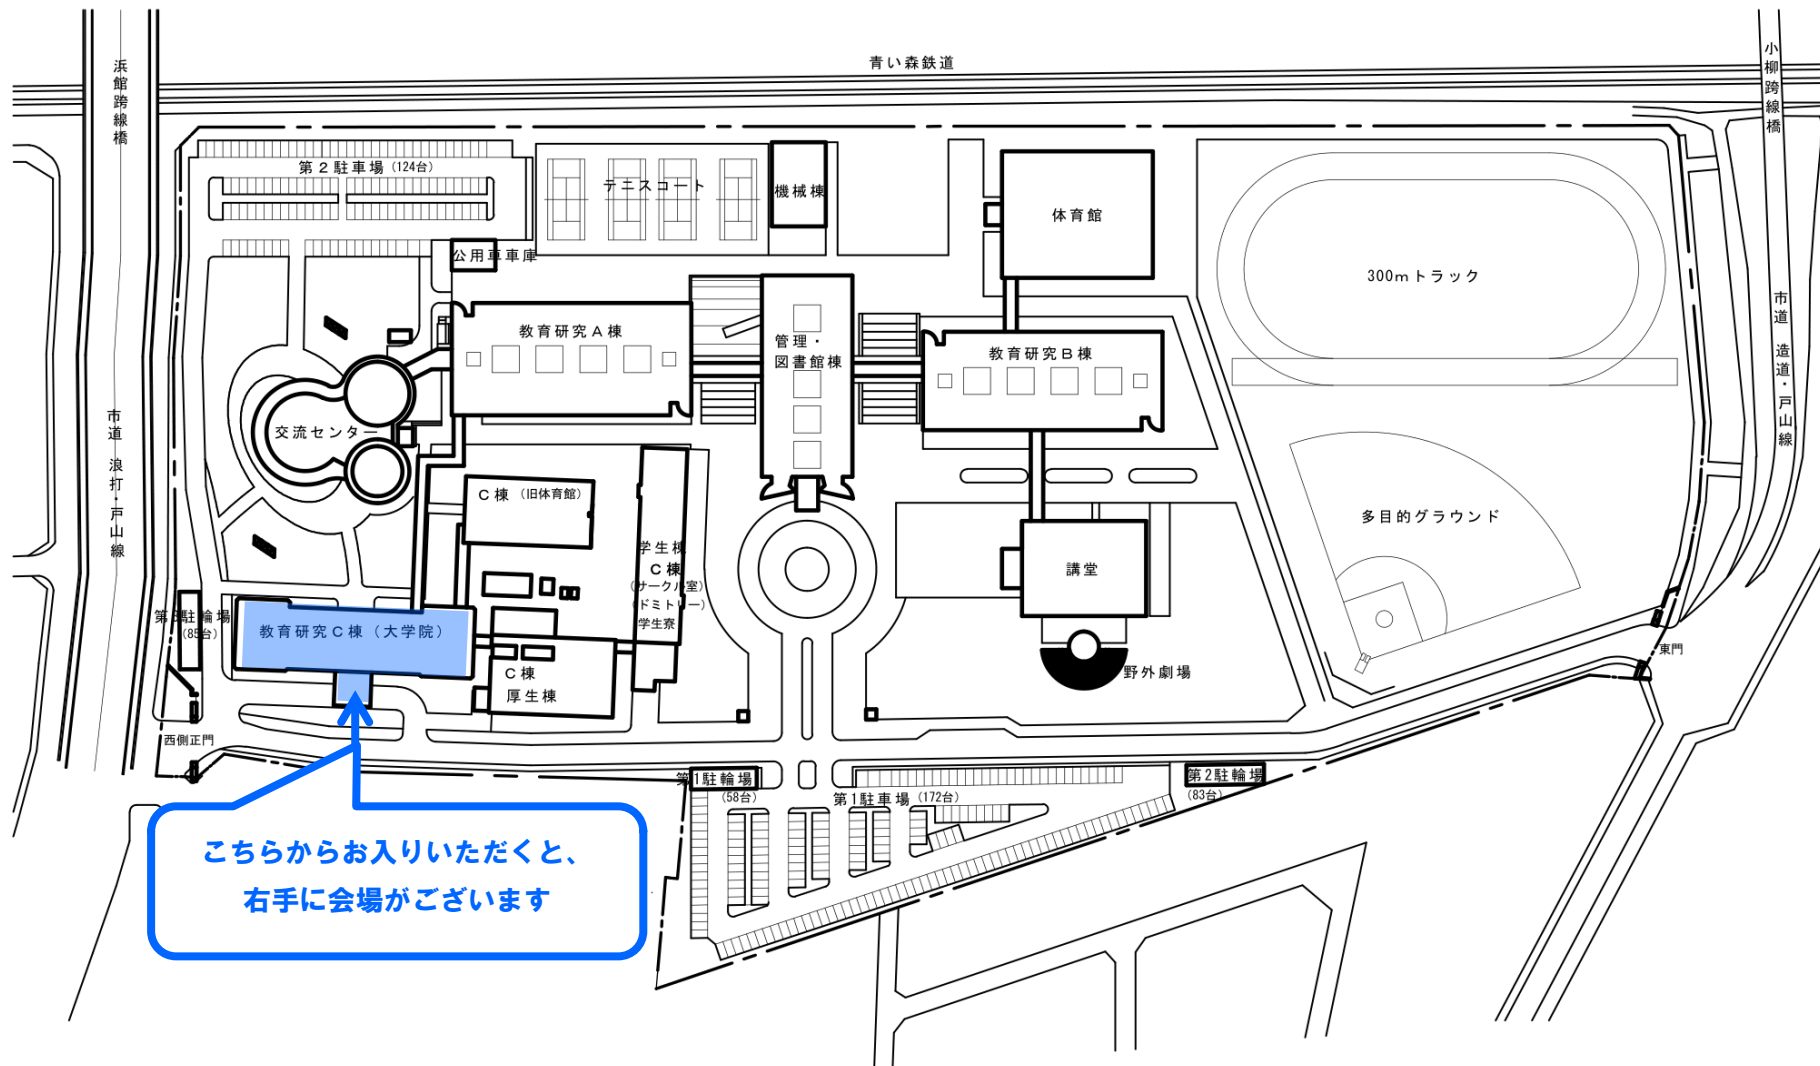 青い森鉄道
浜館跨線橋
小柳跨線橋
第2駐車場(124台)
テニスコート
機械棟
体育館
公用車車庫
300mトラック
教育研究A棟
管理・
図書館棟
教育研究B棟
市道 造道・戸山線
市道 浪打・戸山線
交流センター
C棟(旧体育館)
多目的グラウンド
学生棟
C棟
(サークル室)
(ドミトリー)
学生寮
講堂
第3駐輪場
(85台)
教育研究C棟(大学院)
東門
C棟
厚生棟
野外劇場
西側正門
第1駐輪場
(58台)
第1駐車場(172台)
第2駐輪場
(83台)
こちらからお入りいただくと、
右手に会場がございます